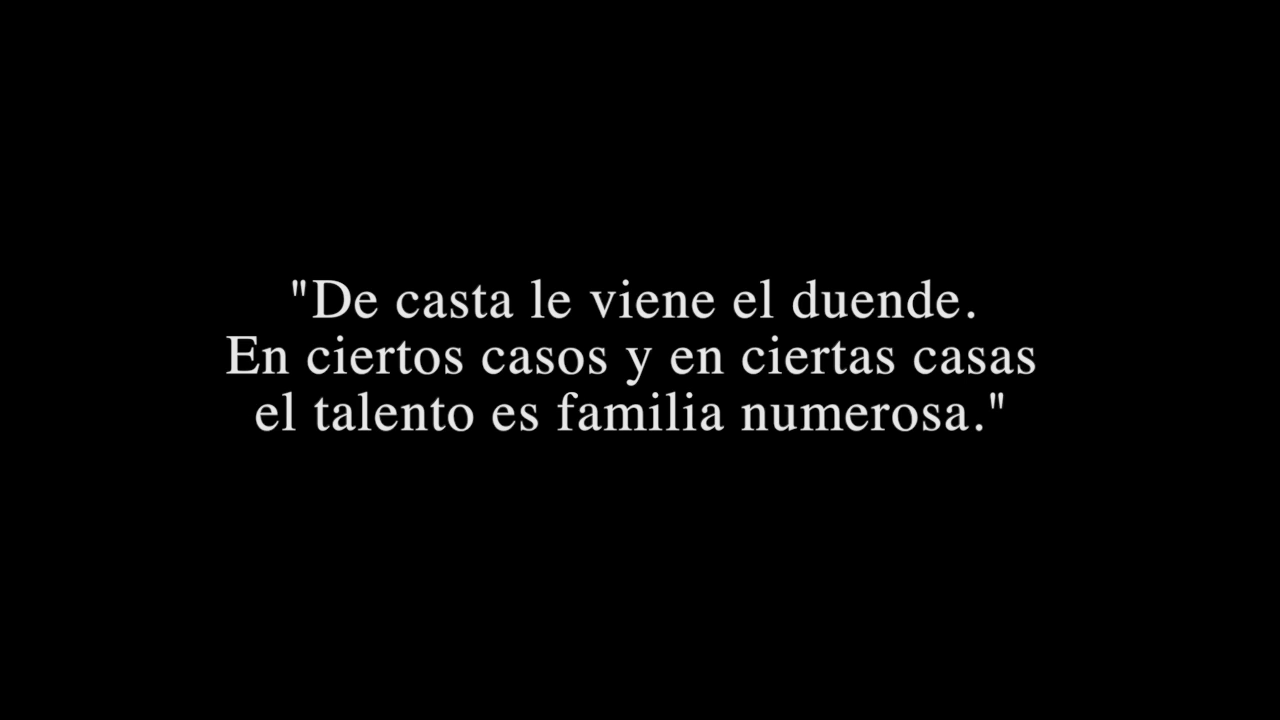 "De casta le viene el duende.
En ciertos casos y en ciertas casas
el talento es familia numerosa."